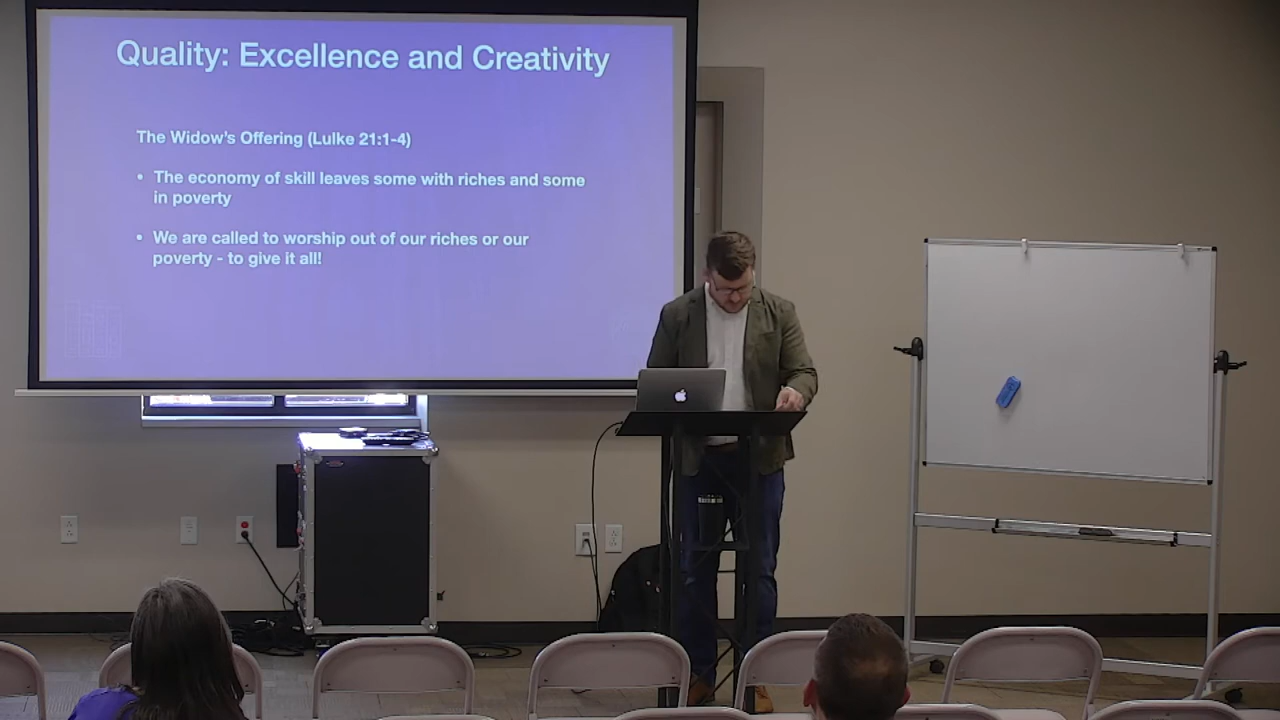 Quality: Excellence and Creativity
The Widow's Offering (Lulke 21:1-4)
• The economy of skill leaves some with riches and some
in poverty
• We are called to worship out of our riches or our
poverty - to give it all!